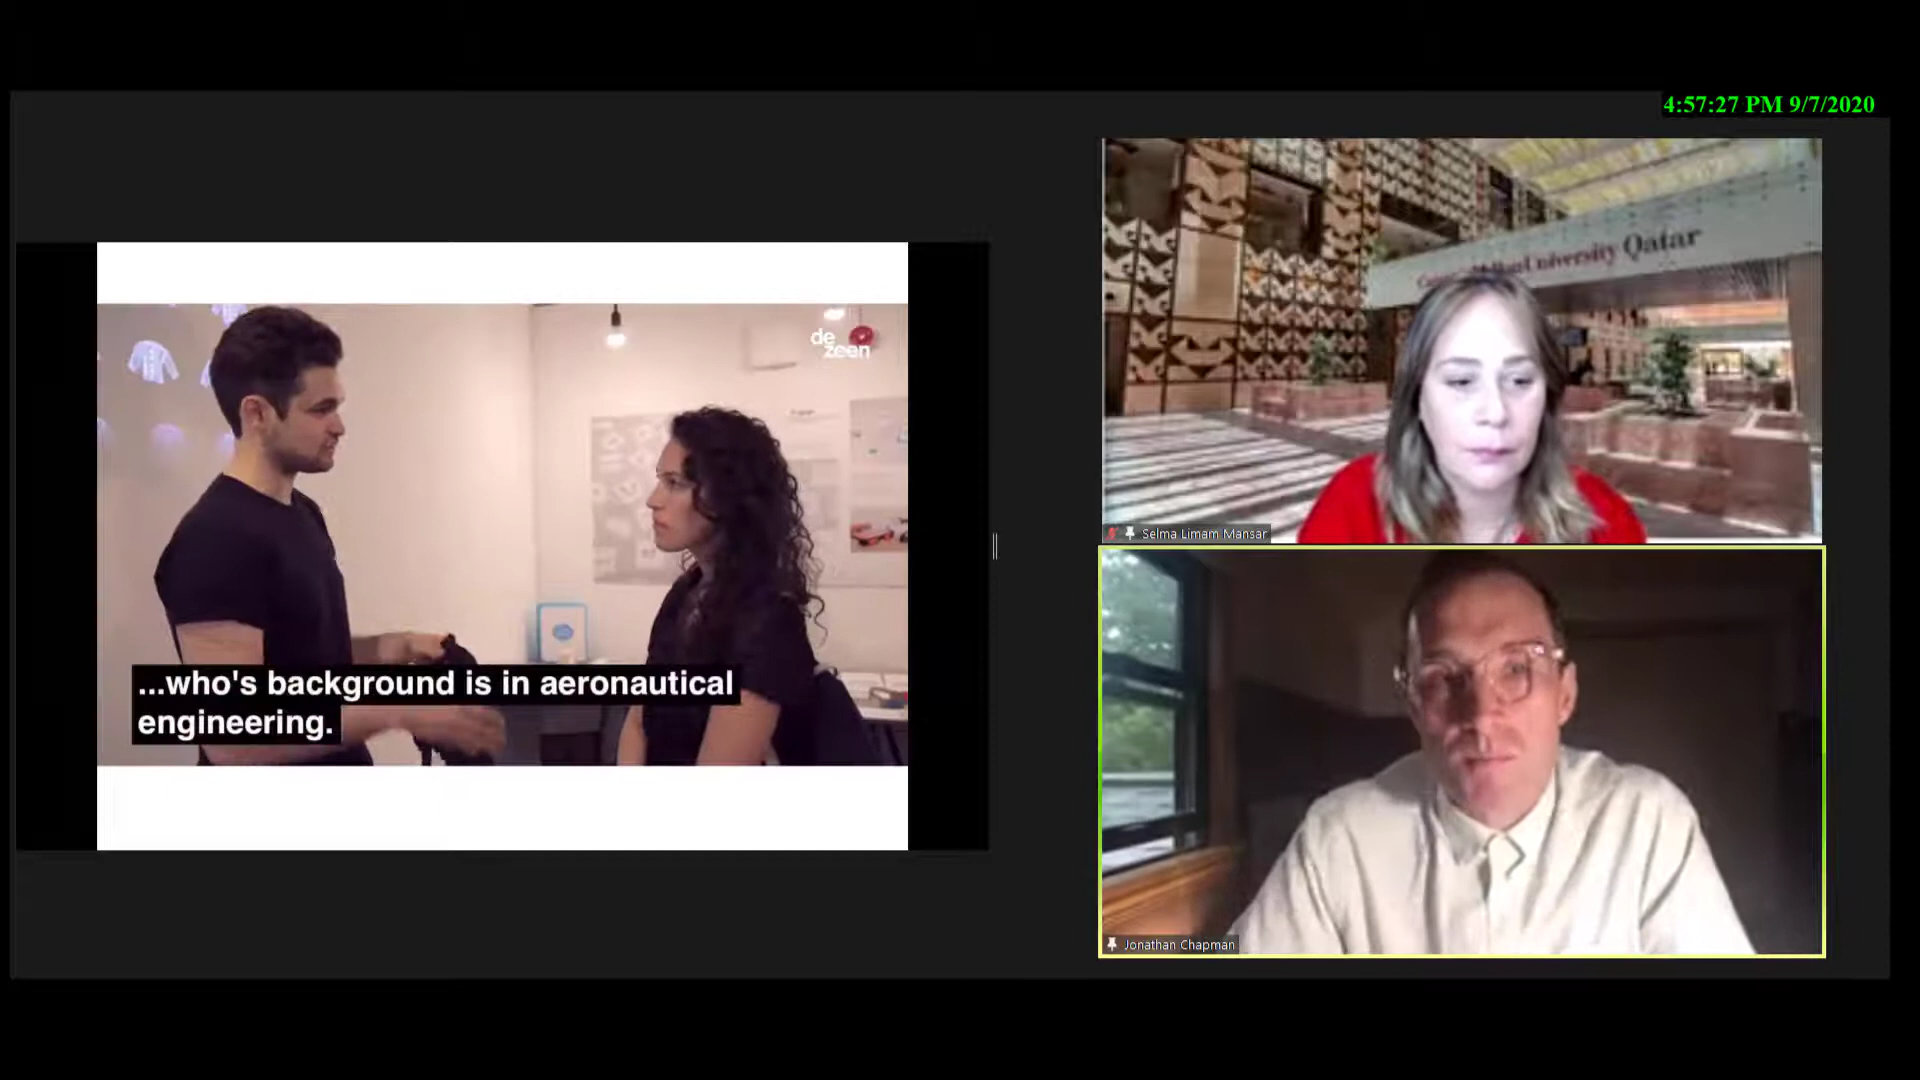 4:57:27 PM 9/7/2020
de
zeen
...who's background is in aeronautical
engineering.
University Qatar
Selma Limam Mansar
Jonathan Chapman